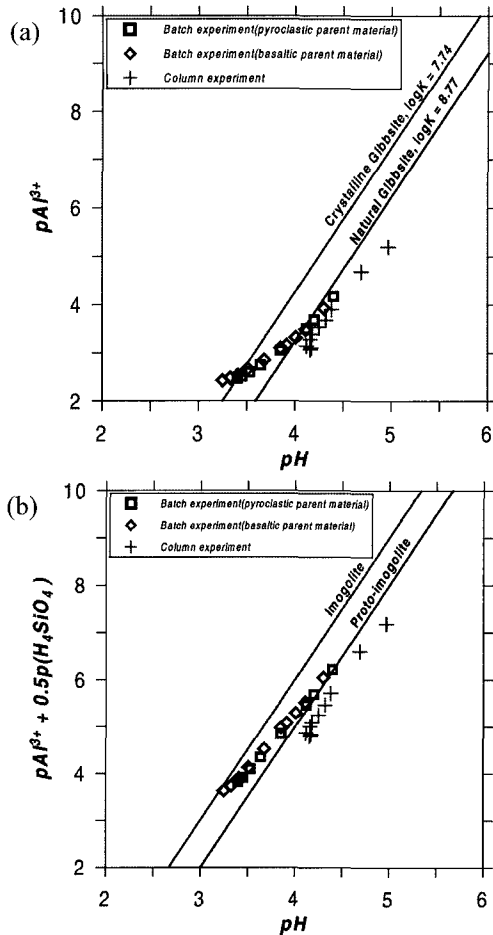 (a)
Batch experiment(pyroclastic parent material)
Batch experiment(basaltic parent material)
Column experiment
Crystalline Gibbsite, logK = 7.74
Natural Gibbsite, logK = 8.77
pAl³⁺
10
8
6
4
2
2 3 4 5 6
pH
(b)
Batch experiment(pyroclastic parent material)
Batch experiment(basaltic parent material)
Column experiment
Imogolite
Proto-imogolite
pAl³⁺ + 0.5p(H₄SiO₄)
10
8
6
4
2
2 3 4 5 6
pH